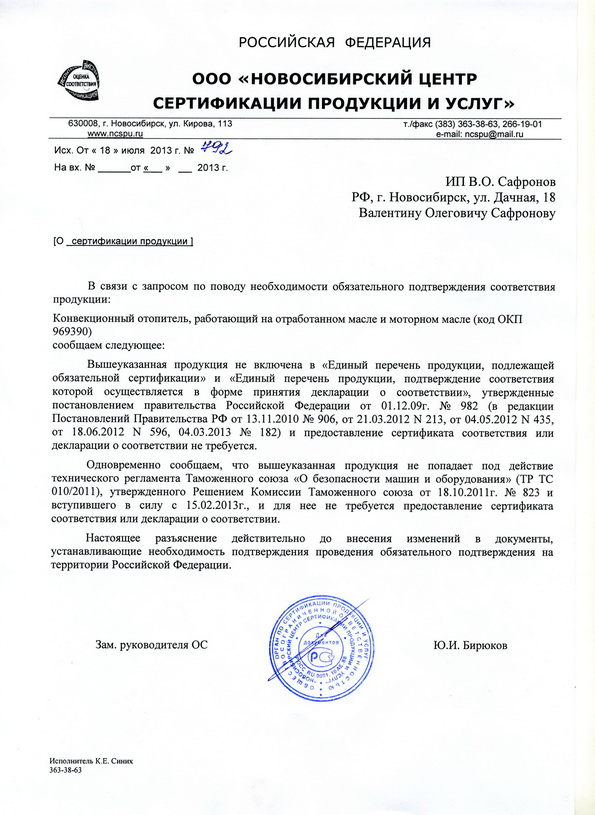 РОССИЙСКАЯ ФЕДЕРАЦИЯ
ОЦЕНКА
СООТВЕТСТВИЯ
ООО «НОВОСИБИРСКИЙ ЦЕНТР
СЕРТИФИКАЦИИ ПРОДУКЦИИ И УСЛУГ»
630008, г. Новосибирск, ул. Кирова, 113 т./факс (383) 363-38-63, 266-19-01
www.ncspu.ru e-mail: ncspu@mail.ru
Исх. От « 18 » июля 2013 г. № 792
На вх. № ______от «___ » __ 2013 г.
ИП В.О. Сафронов
РФ, г. Новосибирск, ул. Дачная, 18
Валентину Олеговичу Сафронову
[О сертификации продукции ]
В связи с запросом по поводу необходимости обязательного подтверждения соответствия
продукции:
Конвекционный отопитель, работающий на отработанном масле и моторном масле (код ОКП
969390)
сообщаем следующее:
Вышеуказанная продукция не включена в «Единый перечень продукции, подлежащей
обязательной сертификации» и «Единый перечень продукции, подтверждение соответствия
которой осуществляется в форме принятия декларации о соответствии», утвержденные
постановлением правительства Российской Федерации от 01.12.09г. № 982 (в редакции
Постановлений Правительства РФ от 13.11.2010 № 906, от 21.03.2012 N 213, от 04.05.2012 N 435,
от 18.06.2012 N 596, 04.03.2013 № 182) и предоставление сертификата соответствия или
декларации о соответствии не требуется.
Одновременно сообщаем, что вышеуказанная продукция не попадает под действие
технического регламента Таможенного союза «О безопасности машин и оборудования» (ТР ТС
010/2011), утвержденного Решением Комиссии Таможенного союза от 18.10.2011г. № 823 и
вступившего в силу с 15.02.2013г., и для нее не требуется предоставление сертификата
соответствия или декларации о соответствии.
Настоящее разъяснение действительно до внесения изменений в документы,
устанавливающие необходимость подтверждения проведения обязательного подтверждения на
территории Российской Федерации.
Зам. руководителя ОС Ю.И. Бирюков
ОРГАН ПО СЕРТИФИКАЦИИ ПРОДУКЦИИ И УСЛУГ
Для
документов
Исполнитель К.Е. Синих
363-38-63